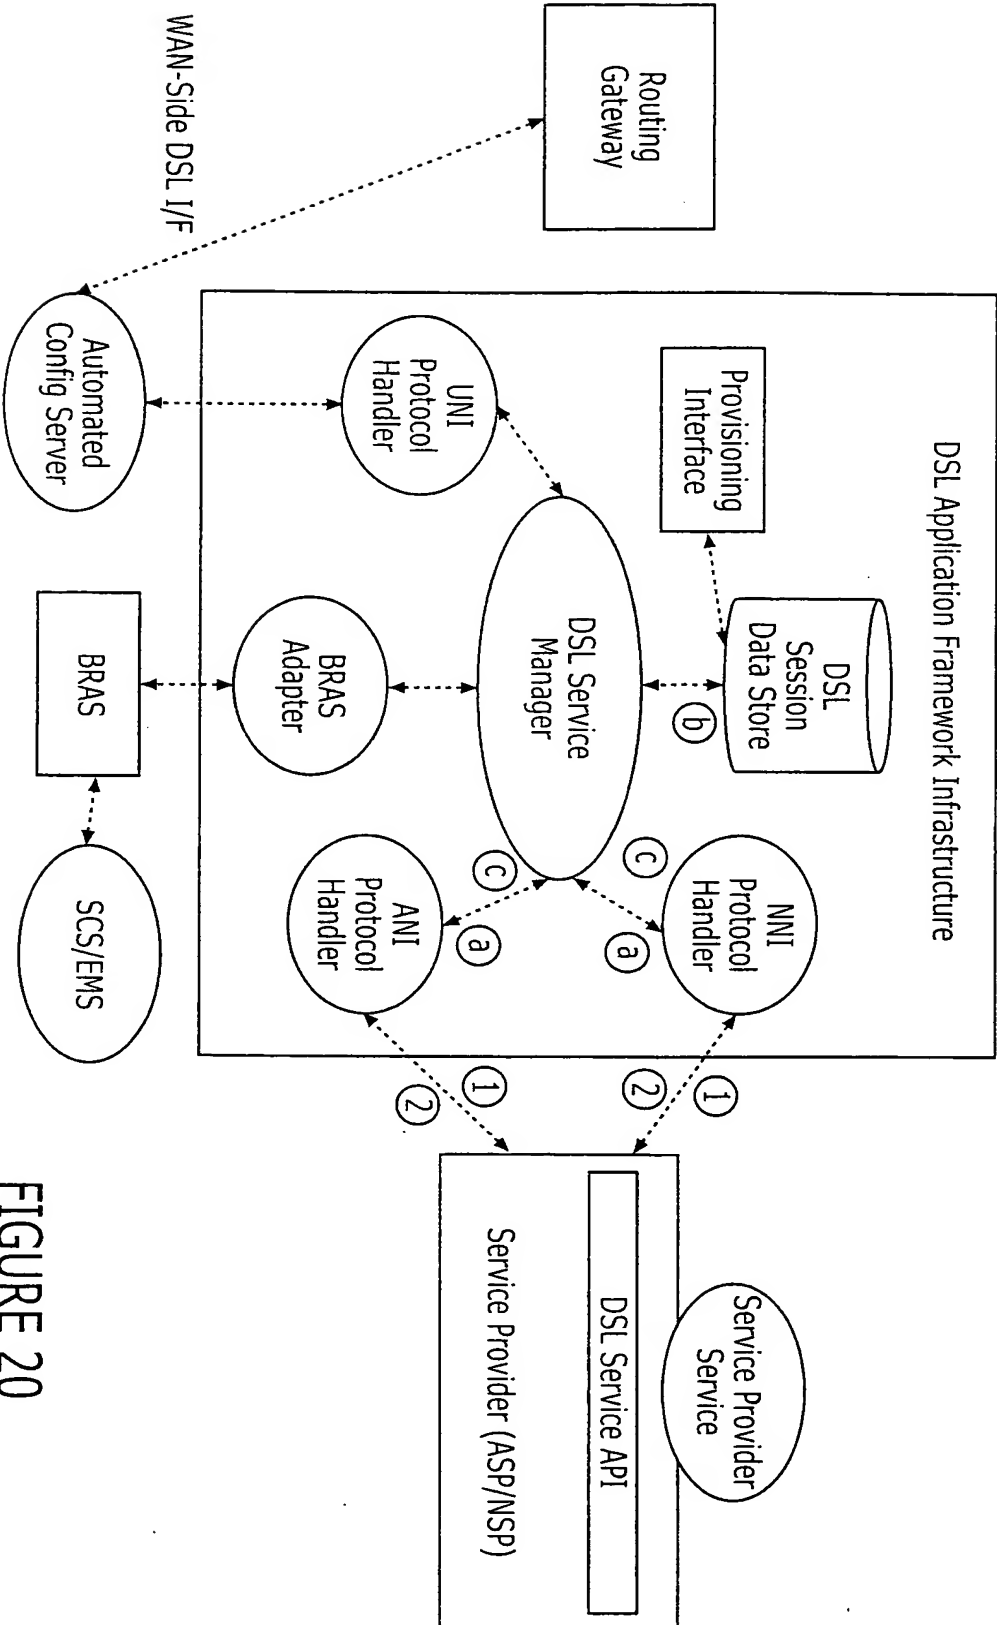 DSL Application Framework Infrastructure
Routing
Gateway
WAN-Side DSL I/F
Provisioning
Interface
DSL
Session
Data Store
b
UNI
Protocol
Handler
DSL Service
Manager
c
a
NNI
Protocol
Handler
c
a
ANI
Protocol
Handler
BRAS
Adapter
Automated
Config Server
BRAS
SCS/EMS
1
2
1
2
Service Provider
Service
DSL Service API
Service Provider (ASP/NSP)
FIGURE 20